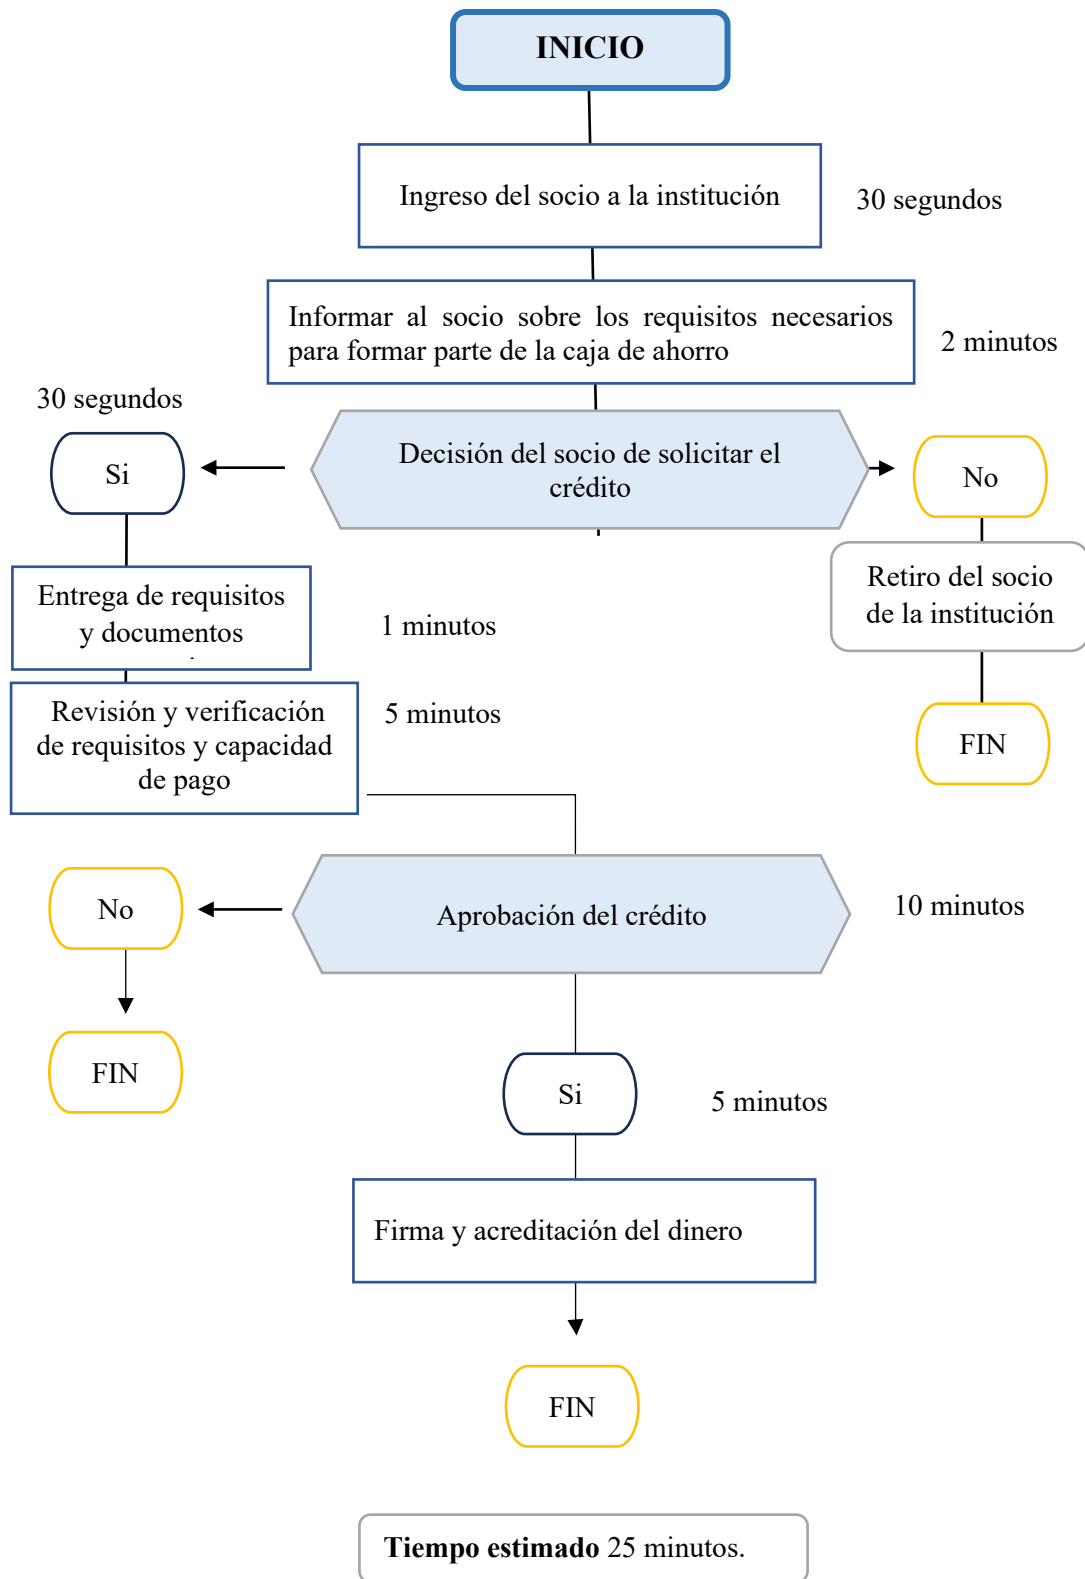 INICIO
Ingreso del socio a la institución
30 segundos
Informar al socio sobre los requisitos necesarios
para formar parte de la caja de ahorro
2 minutos
30 segundos
Si
Decisión del socio de solicitar el
crédito
No
Entrega de requisitos
y documentos
1 minutos
Retiro del socio
de la institución
Revisión y verificación
de requisitos y capacidad
de pago
5 minutos
FIN
No
Aprobación del crédito
10 minutos
FIN
Si
5 minutos
Firma y acreditación del dinero
FIN
Tiempo estimado 25 minutos.